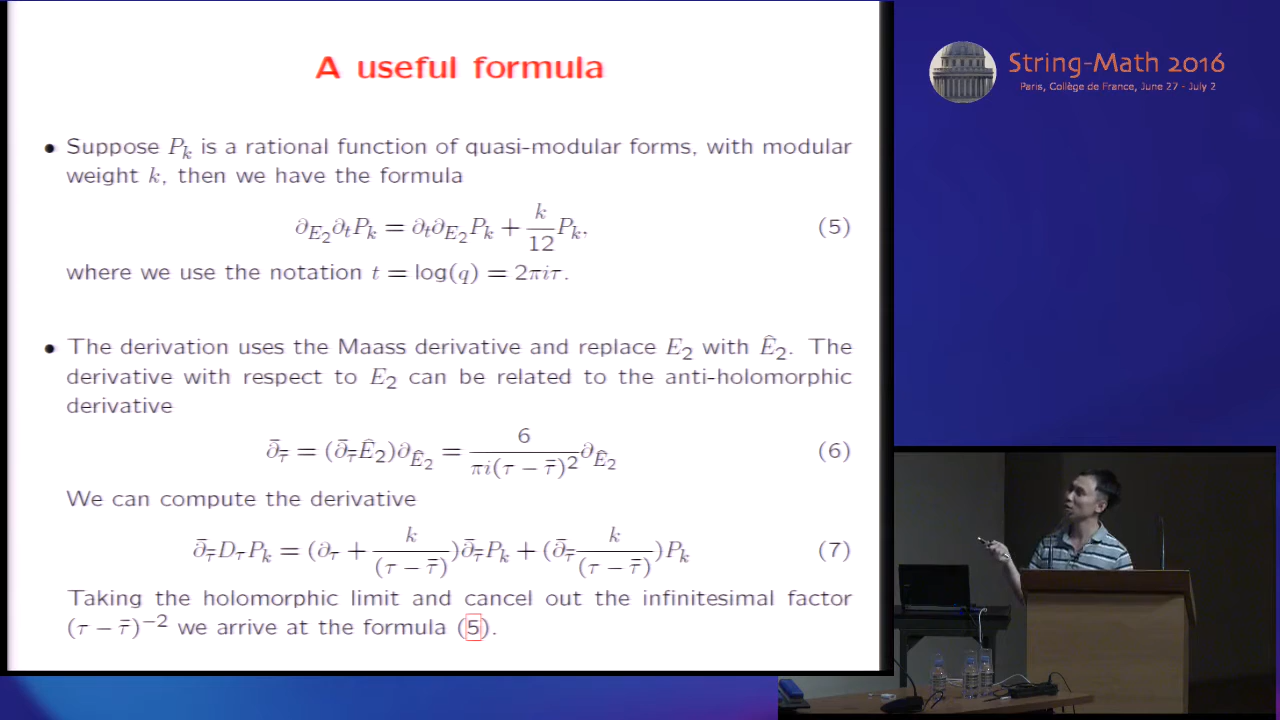 A useful formula
• Suppose P_k is a rational function of quasi-modular forms, with modular
weight k, then we have the formula
∂_{E_2}∂_t P_k = ∂_t∂_{E_2} P_k + \frac{k}{12} P_k, (5)
where we use the notation t = log(q) = 2πiτ.
• The derivation uses the Maass derivative and replace E_2 with Ê_2. The
derivative with respect to E_2 can be related to the anti-holomorphic
derivative
∂̄_{τ̄} = (∂̄_{τ̄} Ê_2)∂_{Ê_2} = \frac{6}{πi(τ − τ̄)^2} ∂_{Ê_2} (6)
We can compute the derivative
∂̄_{τ̄} D_τ P_k = (∂_τ + \frac{k}{(τ − τ̄)})∂̄_{τ̄} P_k + (∂̄_{τ̄} \frac{k}{(τ − τ̄)})P_k (7)
Taking the holomorphic limit and cancel out the infinitesimal factor
(τ − τ̄)^{−2} we arrive at the formula (5).
String-Math 2016
Paris, Collège de France, June 27 - July 2